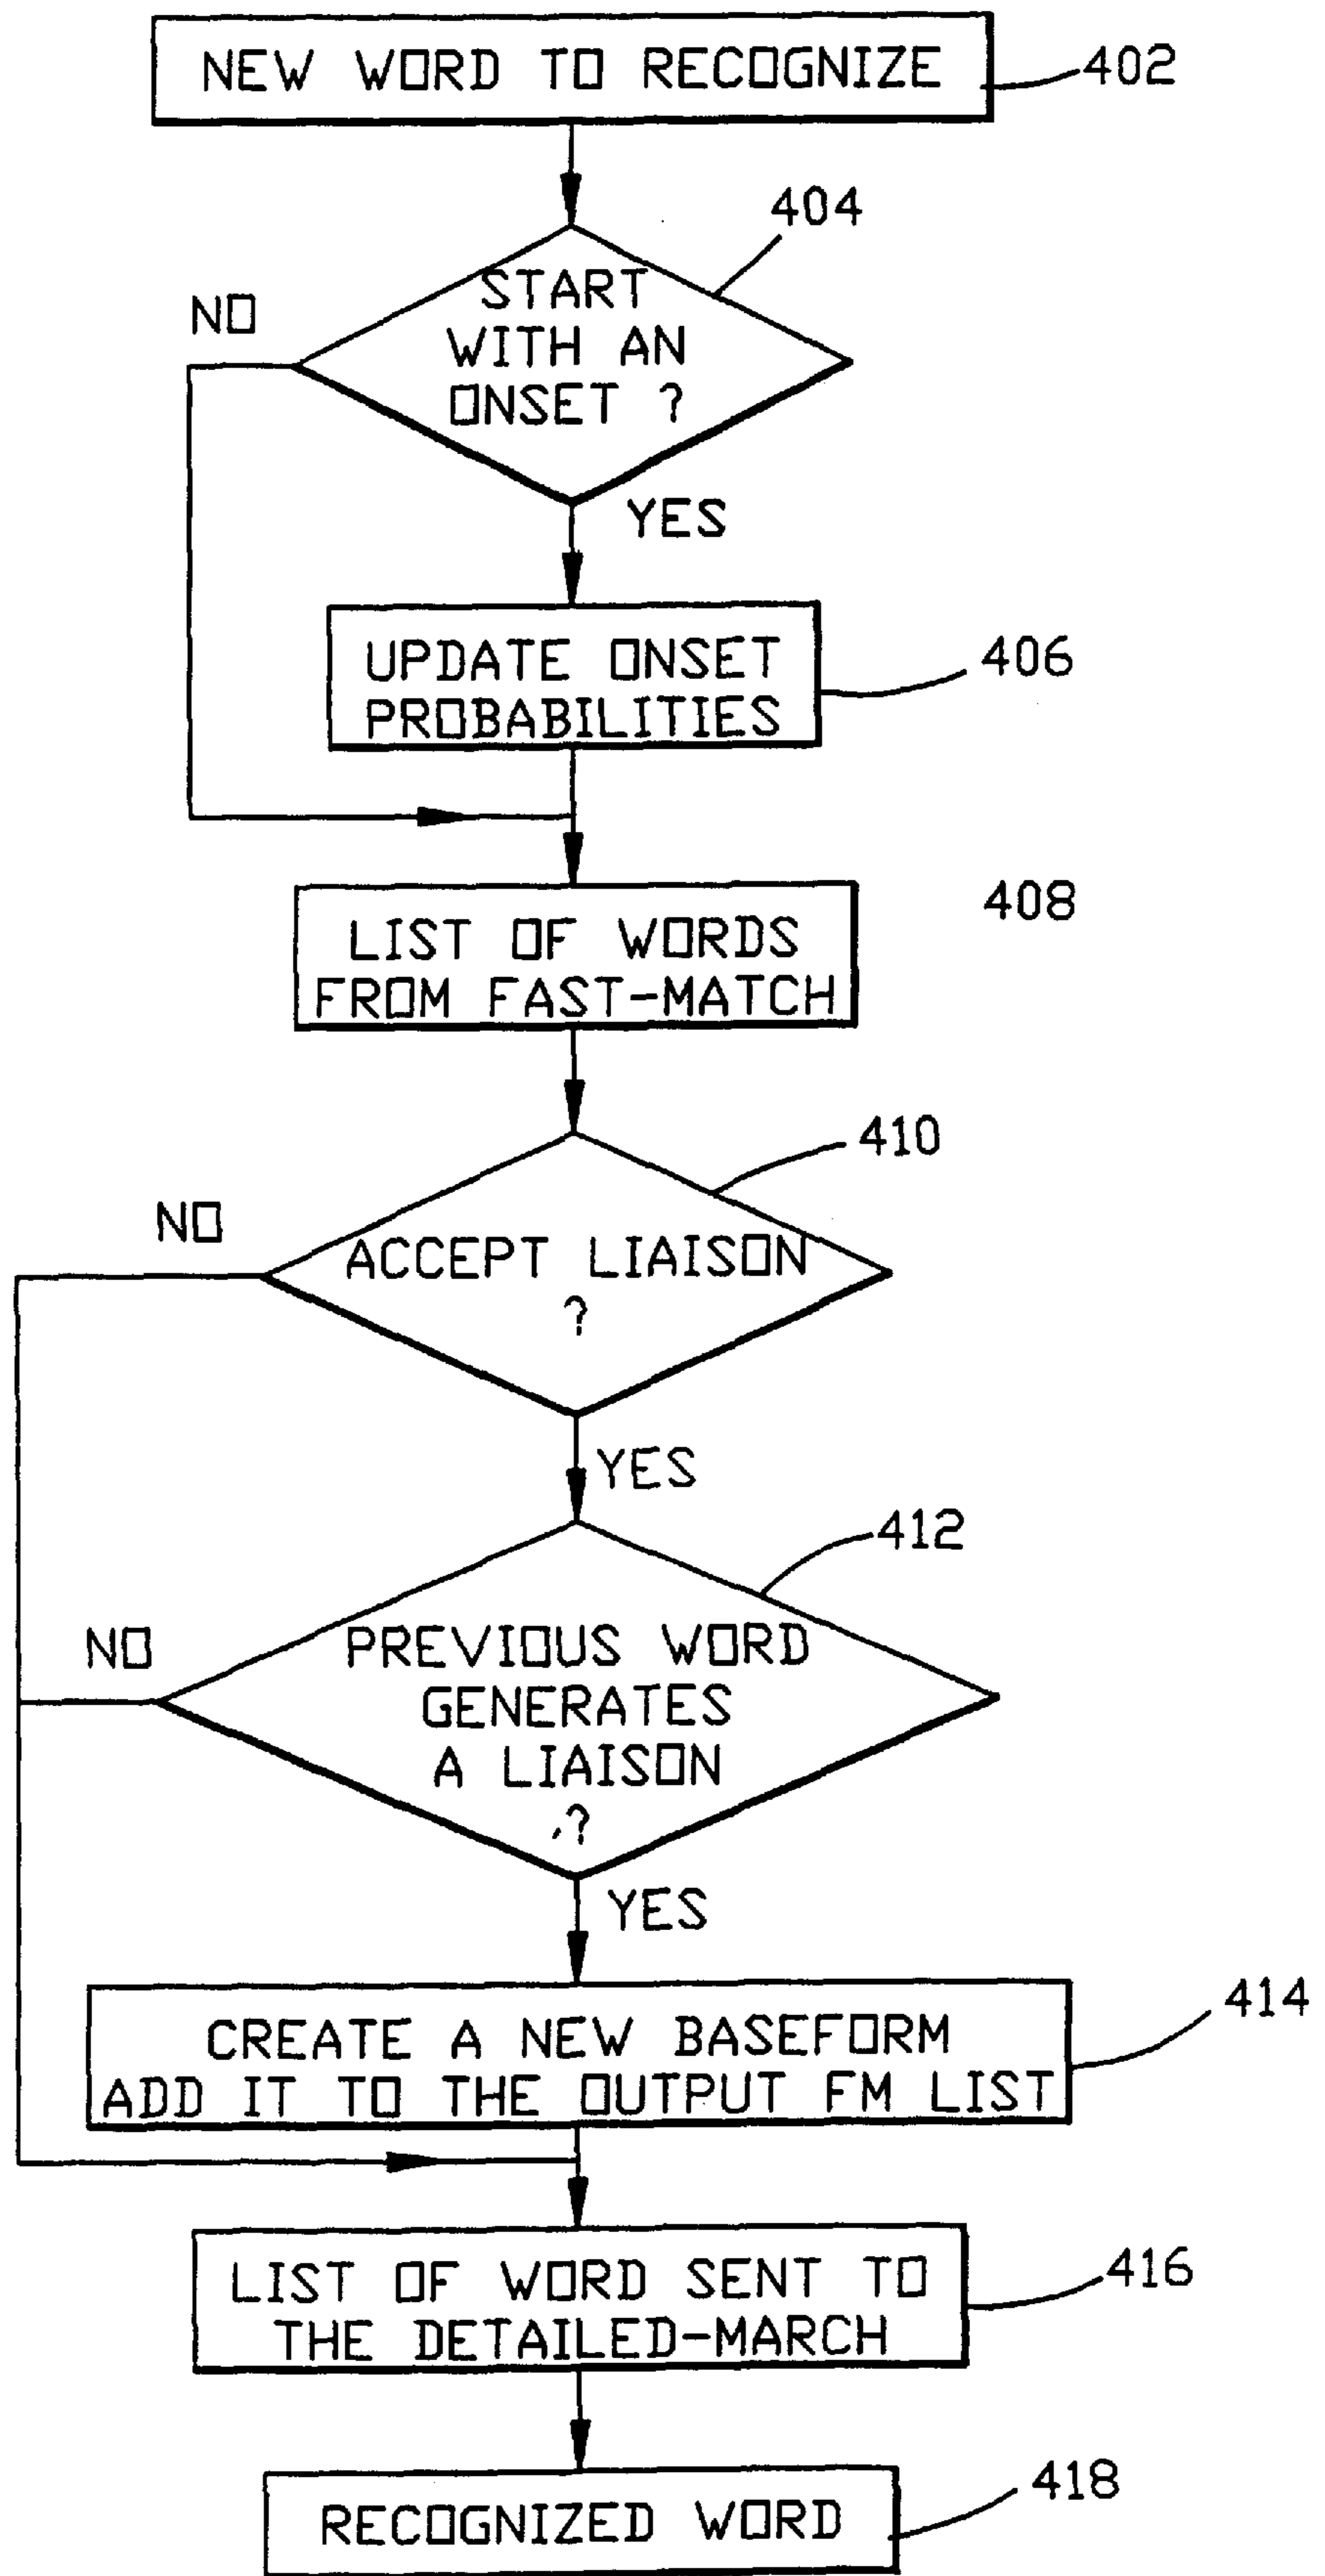 NEW WORD TO RECOGNIZE
402
404
NO
START
WITH AN
ONSET ?
YES
UPDATE ONSET
PROBABILITIES
406
408
LIST OF WORDS
FROM FAST-MATCH
410
NO
ACCEPT LIAISON
?
YES
412
NO
PREVIOUS WORD
GENERATES
A LIAISON
?
YES
414
CREATE A NEW BASEFORM
ADD IT TO THE OUTPUT FM LIST
LIST OF WORD SENT TO
THE DETAILED-MARCH
416
418
RECOGNIZED WORD